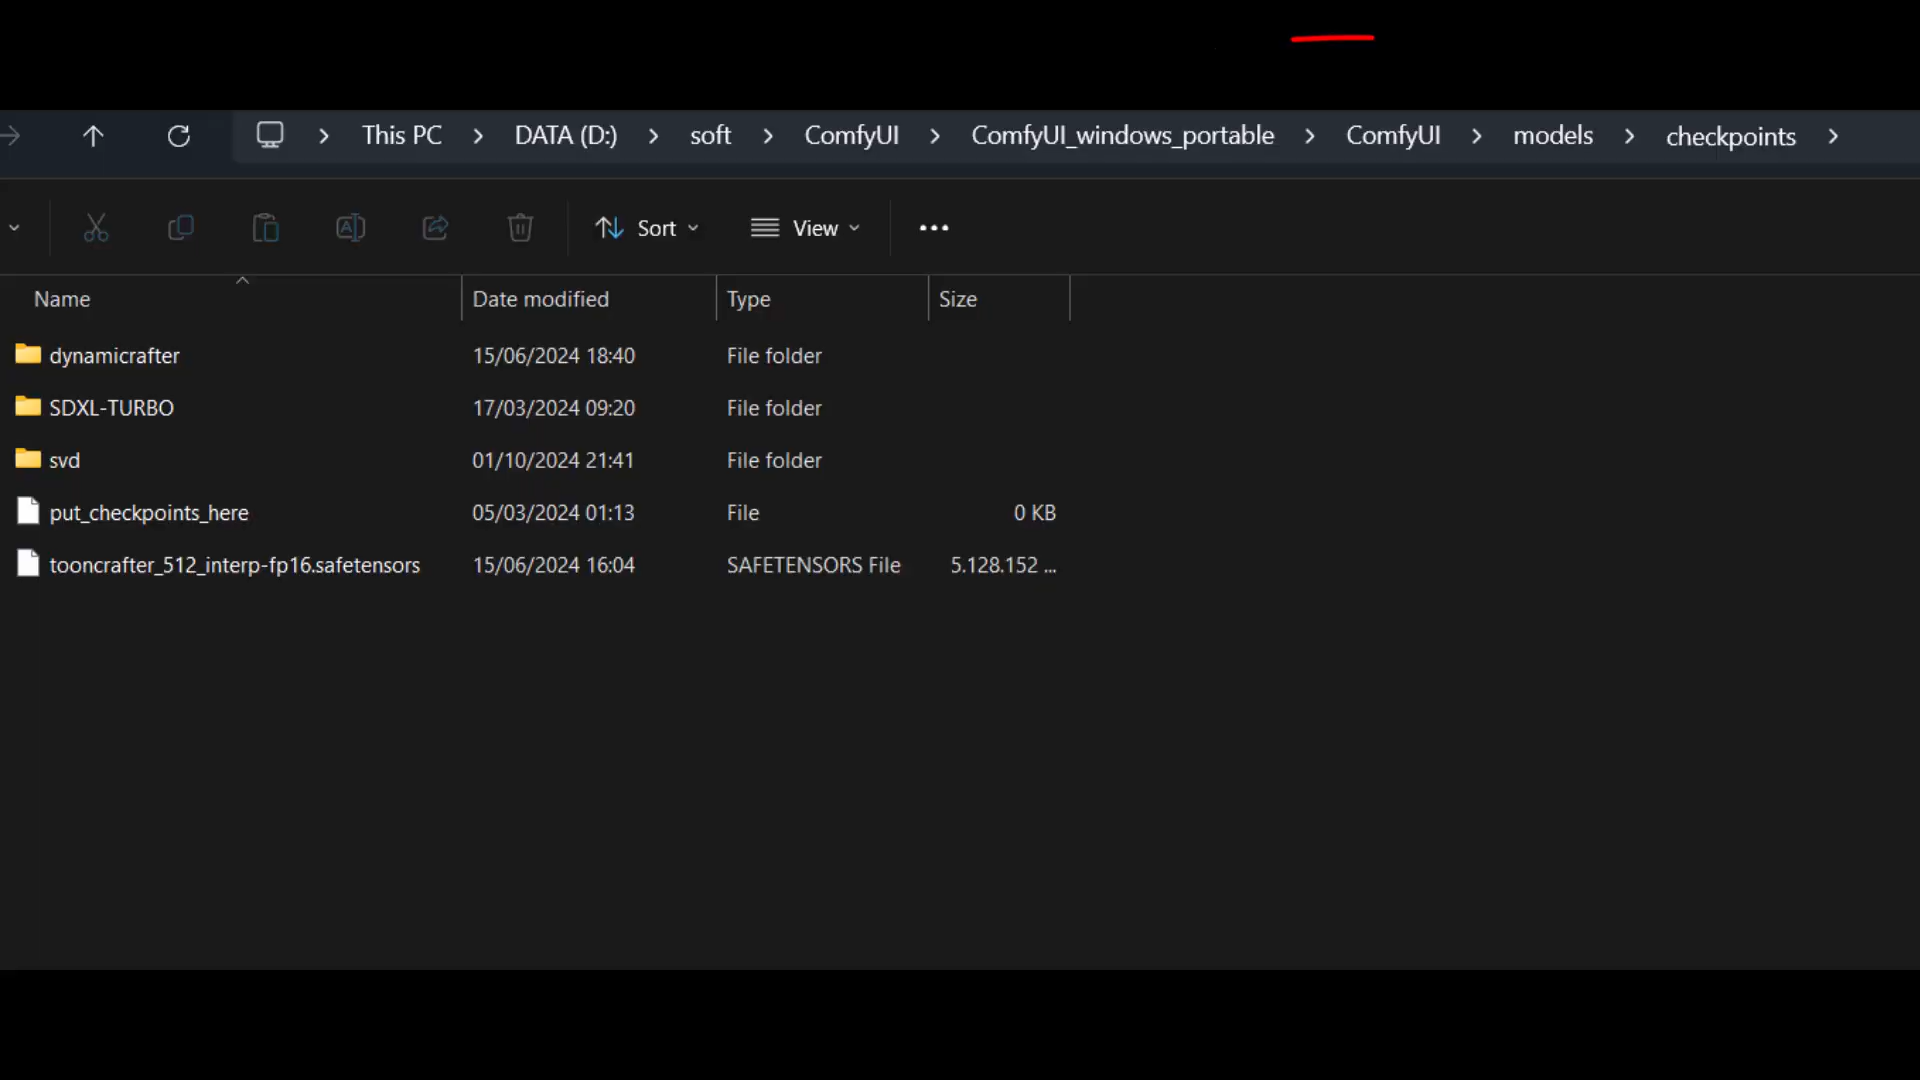 This PC > DATA (D:) > soft > ComfyUI > ComfyUI_windows_portable > ComfyUI > models > checkpoints >
Sort View ...
Name Date modified Type Size
dynamicrafter 15/06/2024 18:40 File folder
SDXL-TURBO 17/03/2024 09:20 File folder
svd 01/10/2024 21:41 File folder
put_checkpoints_here 05/03/2024 01:13 File 0 KB
tooncrafter_512_interp-fp16.safetensors 15/06/2024 16:04 SAFETENSORS File 5.128.152 ...